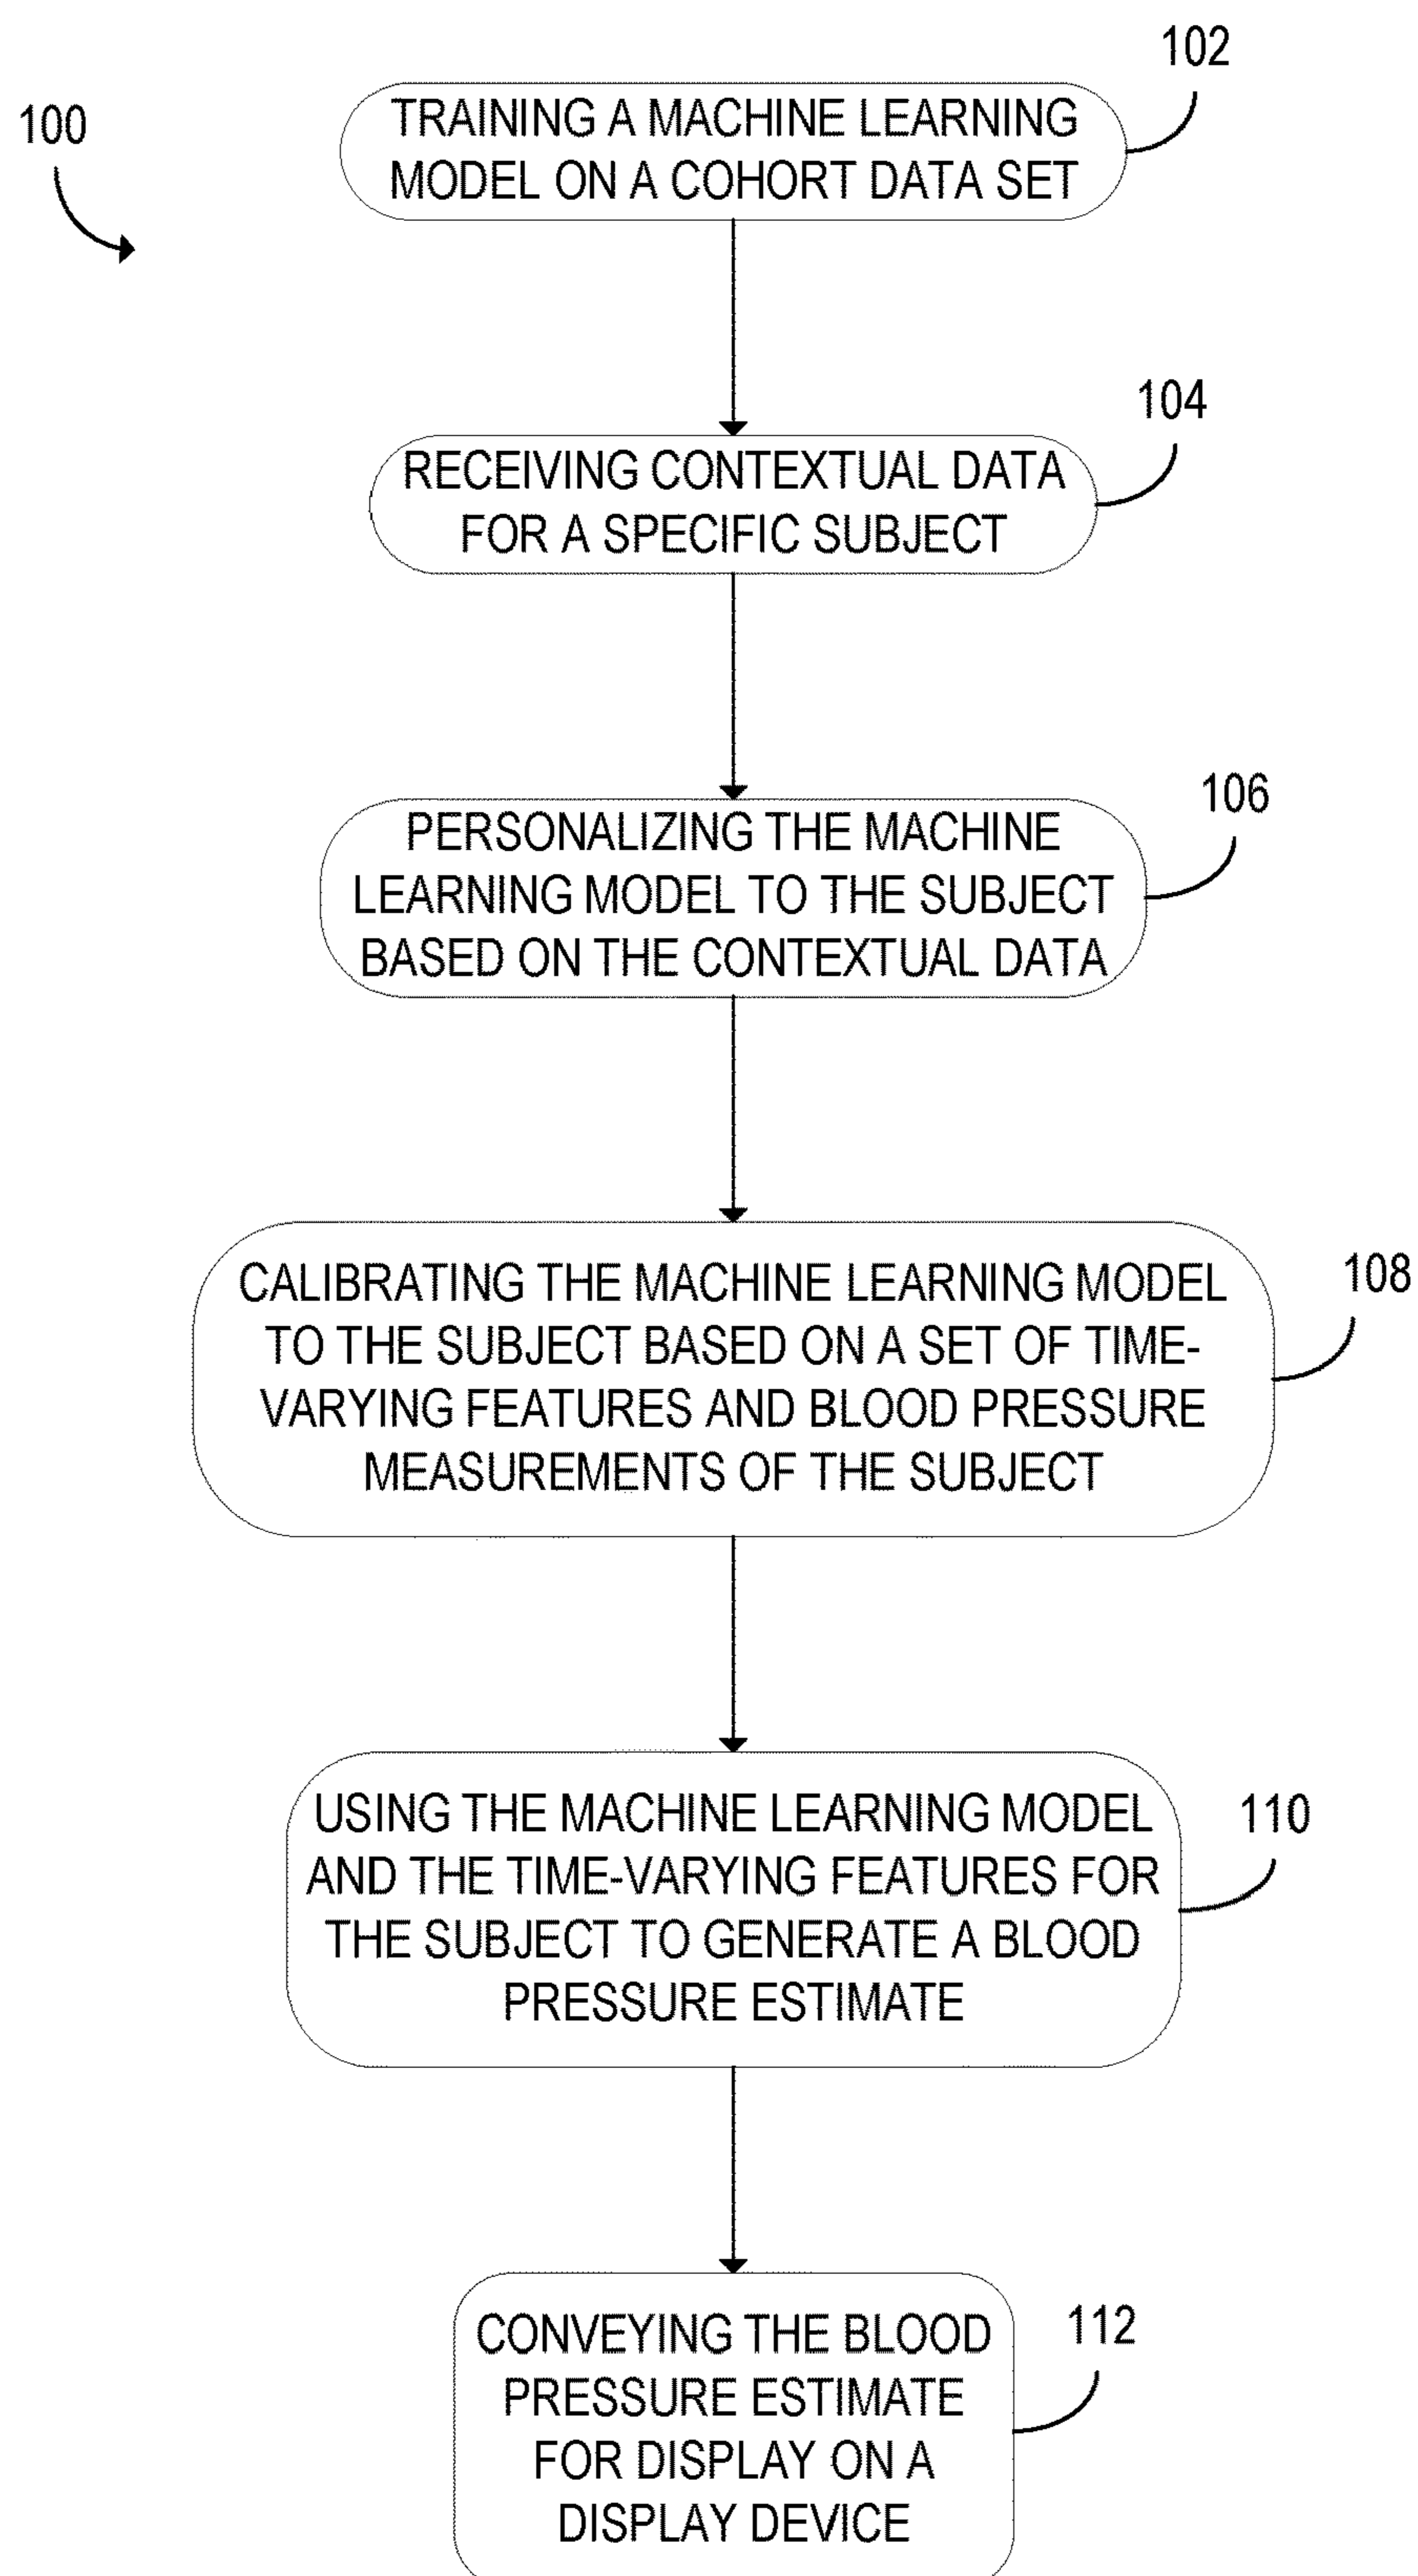 102
100
TRAINING A MACHINE LEARNING
MODEL ON A COHORT DATA SET
104
RECEIVING CONTEXTUAL DATA
FOR A SPECIFIC SUBJECT
106
PERSONALIZING THE MACHINE
LEARNING MODEL TO THE SUBJECT
BASED ON THE CONTEXTUAL DATA
108
CALIBRATING THE MACHINE LEARNING MODEL
TO THE SUBJECT BASED ON A SET OF TIME-
VARYING FEATURES AND BLOOD PRESSURE
MEASUREMENTS OF THE SUBJECT
110
USING THE MACHINE LEARNING MODEL
AND THE TIME-VARYING FEATURES FOR
THE SUBJECT TO GENERATE A BLOOD
PRESSURE ESTIMATE
112
CONVEYING THE BLOOD
PRESSURE ESTIMATE
FOR DISPLAY ON A
DISPLAY DEVICE